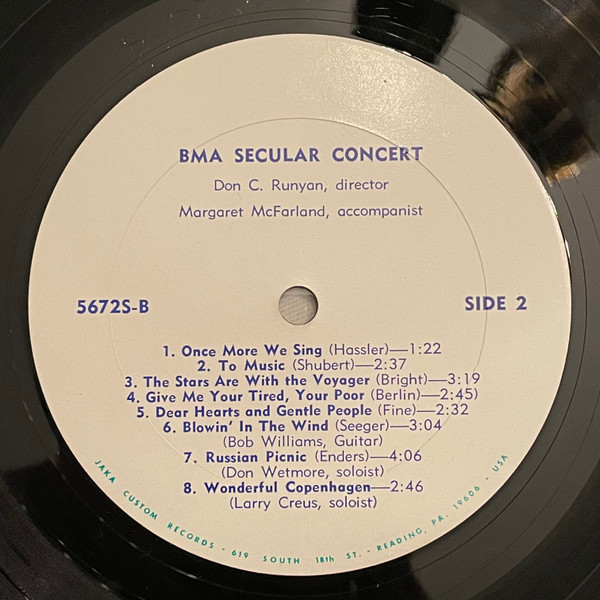 BMA SECULAR CONCERT
Don C. Runyan, director
Margaret McFarland, accompanist
5672S-B
SIDE 2
1. Once More We Sing (Hassler)—1:22
2. To Music (Shubert)—2:37
3. The Stars Are With the Voyager (Bright)—3:19
4. Give Me Your Tired, Your Poor (Berlin)—2:45)
5. Dear Hearts and Gentle People (Fine)—2:32
6. Blowin' In The Wind (Seeger)—3:04
(Bob Williams, Guitar)
7. Russian Picnic (Enders)—4:06
(Don Wetmore, soloist)
8. Wonderful Copenhagen—2:46
(Larry Creus, soloist)
JAKA CUSTOM RECORDS - 619 SOUTH 18th ST. - READING, PA. 19606 - USA